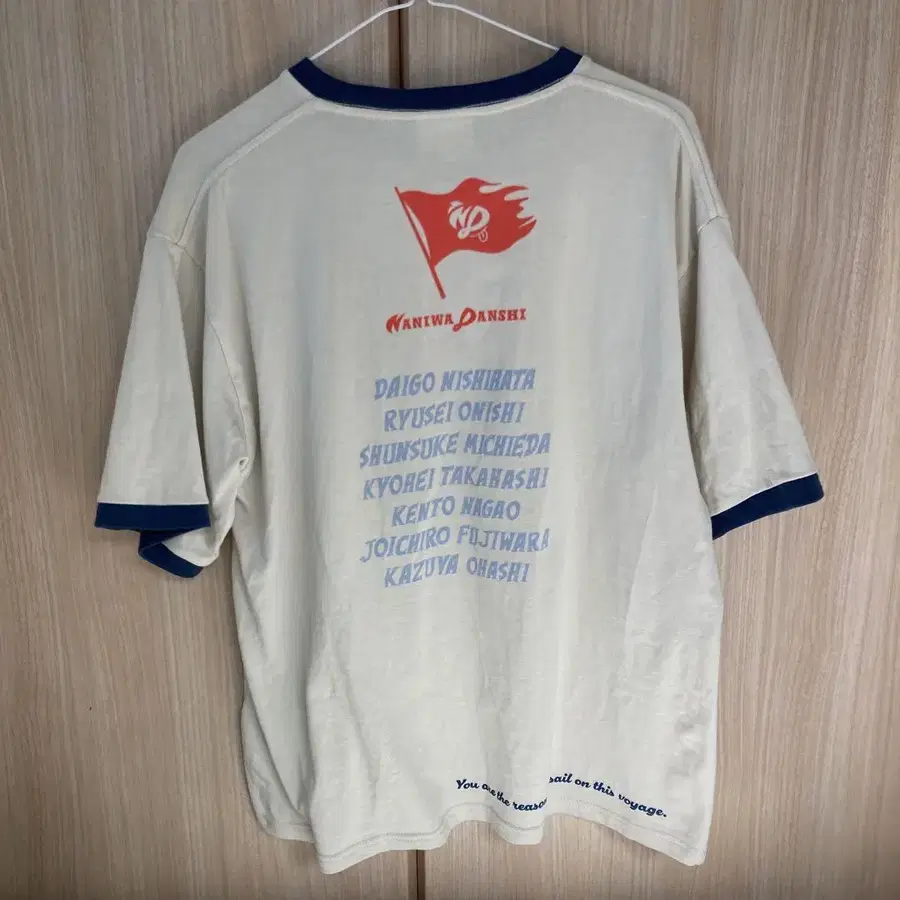 ND
NANIWA DANSHI
DAIGO NISHIHATA
RYUSEI ONISHI
SHUNSUKE MICHIEDA
KYOHEI TAKAHASHI
KENTO NAGAO
JOICHIRO FUJIWARA
KAZUYA OHASHI
You are the reason sail on this voyage.